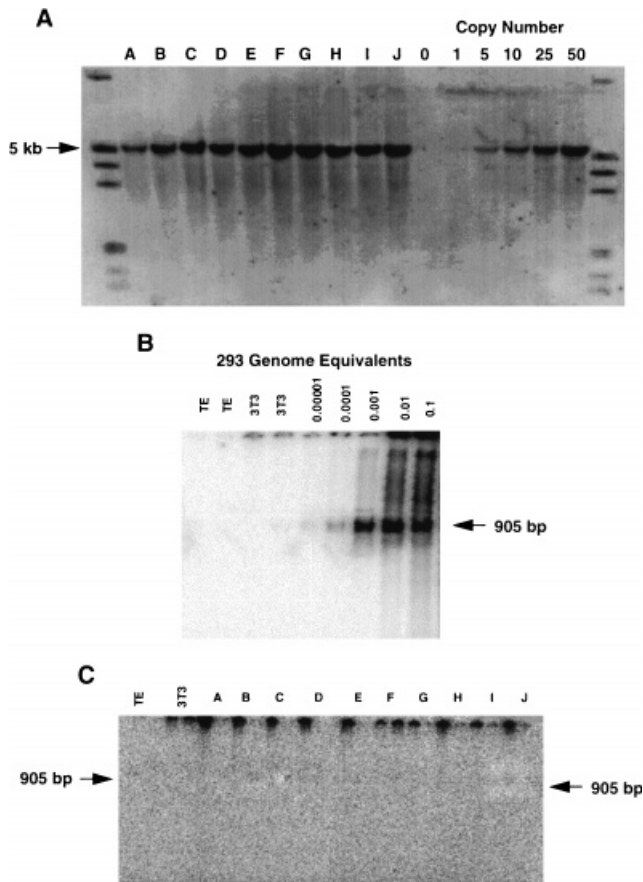 A
Copy Number
A B C D E F G H I J 0 1 5 10 25 50
5 kb
B
293 Genome Equivalents
TE TE 3T3 3T3 0.00001 0.0001 0.001 0.01 0.1
905 bp
C
TE 3T3 A B C D E F G H I J
905 bp
905 bp